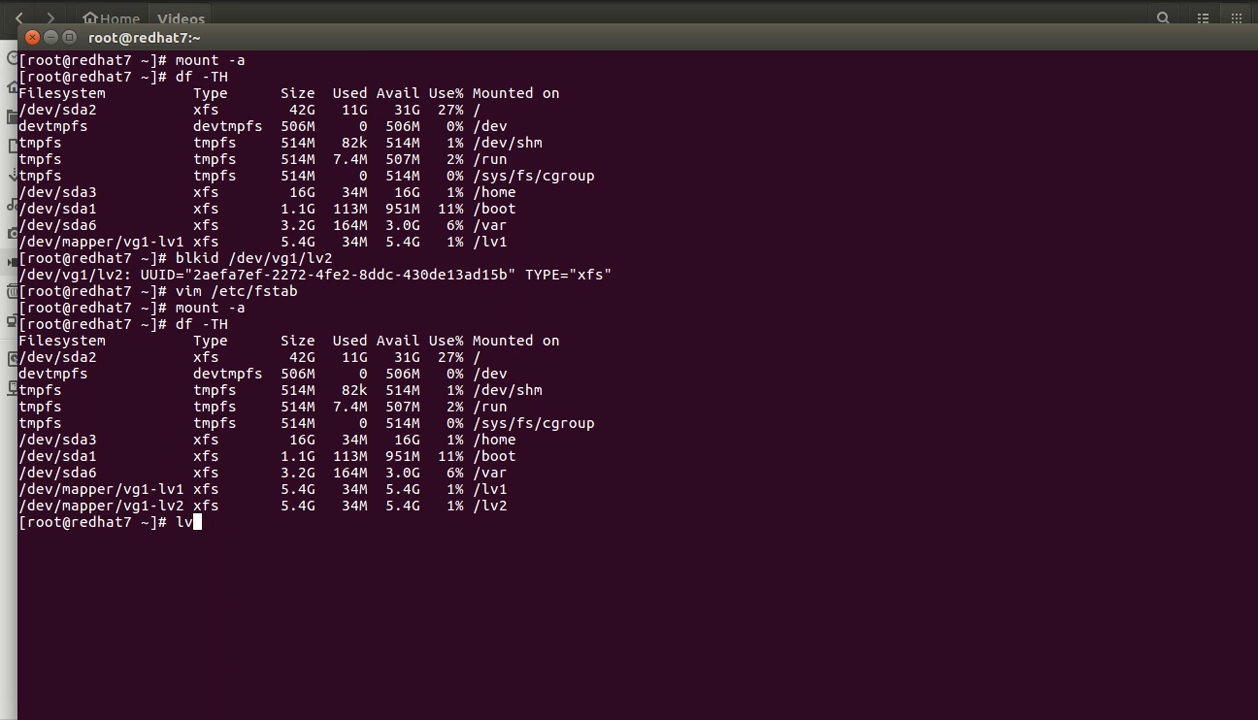 Home Videos
root@redhat7:~
[root@redhat7 ~]# mount -a
[root@redhat7 ~]# df -TH
Filesystem Type Size Used Avail Use% Mounted on
/dev/sda2 xfs 42G 11G 31G 27% /
devtmpfs devtmpfs 506M 0 506M 0% /dev
tmpfs tmpfs 514M 82k 514M 1% /dev/shm
tmpfs tmpfs 514M 7.4M 507M 2% /run
tmpfs tmpfs 514M 0 514M 0% /sys/fs/cgroup
/dev/sda3 xfs 16G 34M 16G 1% /home
/dev/sda1 xfs 1.1G 113M 951M 11% /boot
/dev/sda6 xfs 3.2G 164M 3.0G 6% /var
/dev/mapper/vg1-lv1 xfs 5.4G 34M 5.4G 1% /lv1
[root@redhat7 ~]# blkid /dev/vg1/lv2
/dev/vg1/lv2: UUID="2aefa7ef-2272-4fe2-8ddc-430de13ad15b" TYPE="xfs"
[root@redhat7 ~]# vim /etc/fstab
[root@redhat7 ~]# mount -a
[root@redhat7 ~]# df -TH
Filesystem Type Size Used Avail Use% Mounted on
/dev/sda2 xfs 42G 11G 31G 27% /
devtmpfs devtmpfs 506M 0 506M 0% /dev
tmpfs tmpfs 514M 82k 514M 1% /dev/shm
tmpfs tmpfs 514M 7.4M 507M 2% /run
tmpfs tmpfs 514M 0 514M 0% /sys/fs/cgroup
/dev/sda3 xfs 16G 34M 16G 1% /home
/dev/sda1 xfs 1.1G 113M 951M 11% /boot
/dev/sda6 xfs 3.2G 164M 3.0G 6% /var
/dev/mapper/vg1-lv1 xfs 5.4G 34M 5.4G 1% /lv1
/dev/mapper/vg1-lv2 xfs 5.4G 34M 5.4G 1% /lv2
[root@redhat7 ~]# lv